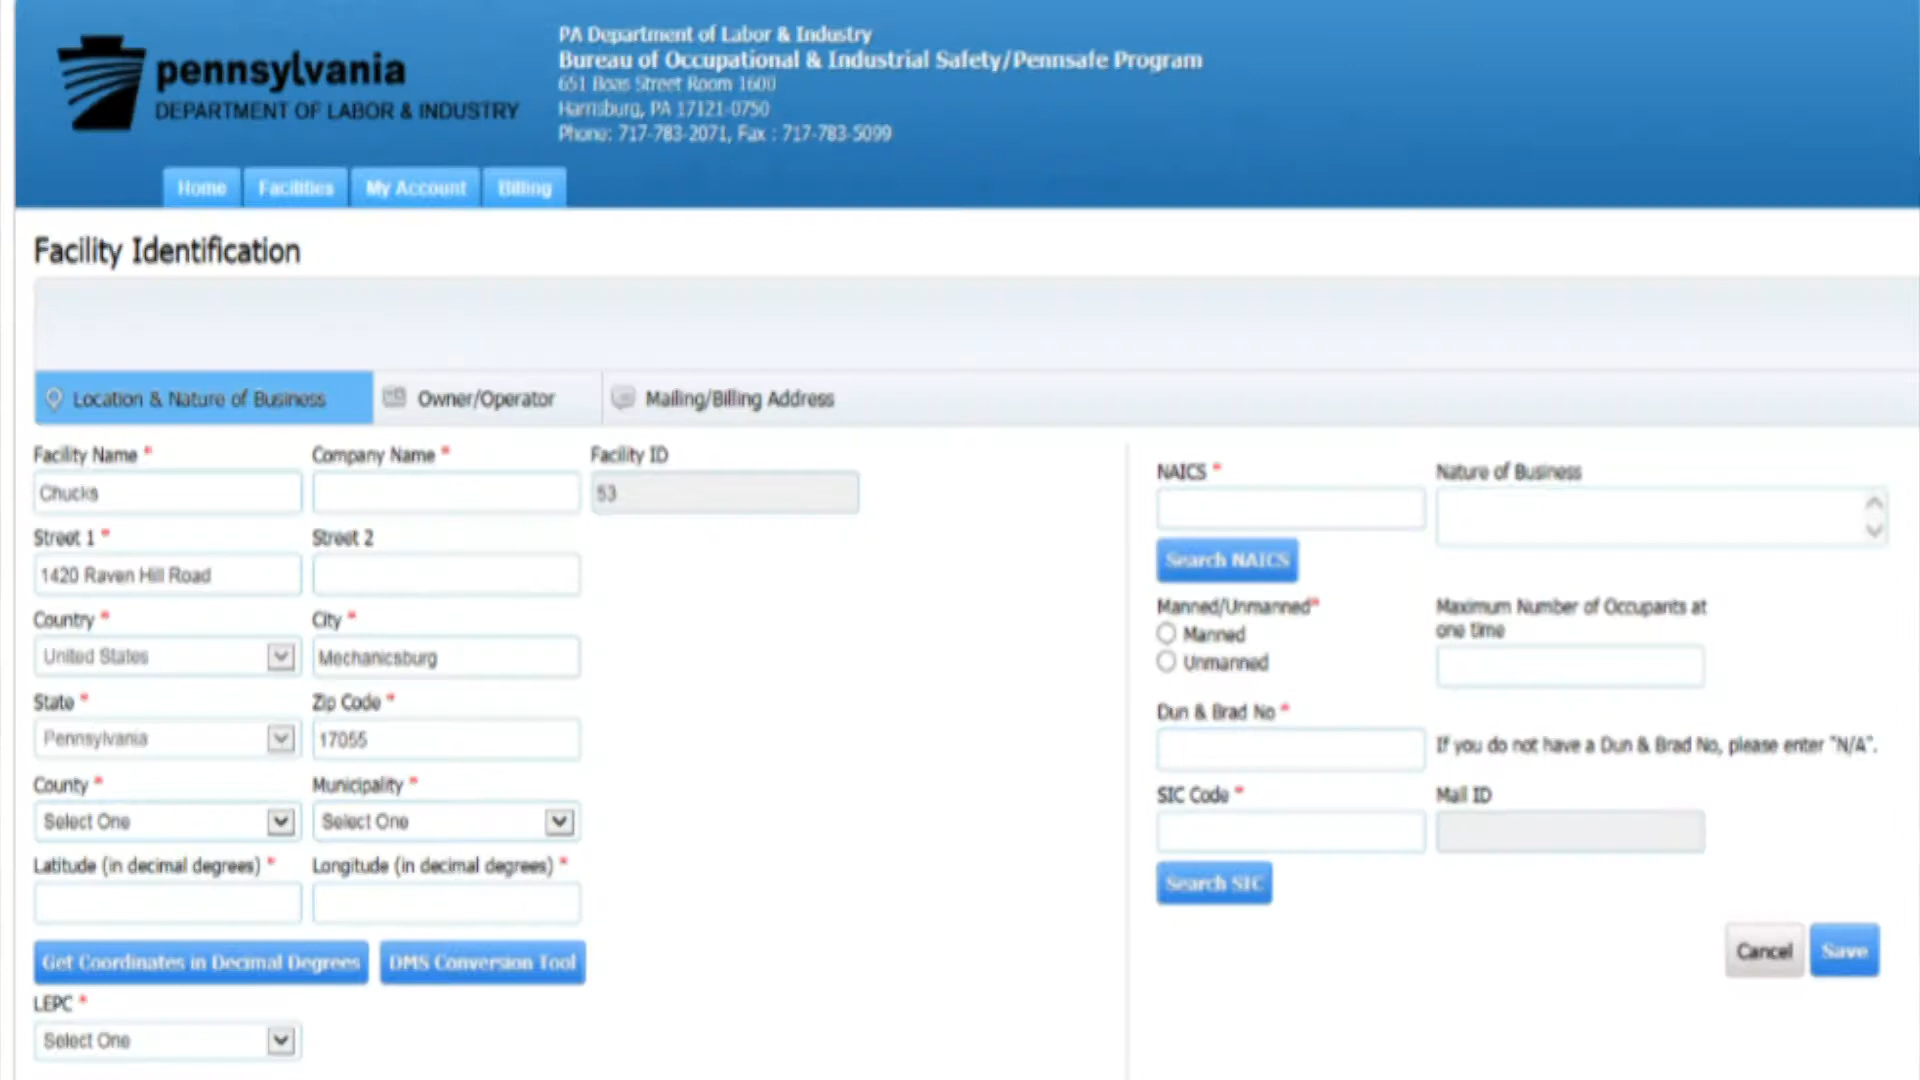 pennsylvania
DEPARTMENT OF LABOR & INDUSTRY
PA Department of Labor & Industry
Bureau of Occupational & Industrial Safety/Pennsafe Program
651 Boas Street Room 1600
Harrisburg, PA 17121-0750
Phone: 717-783-2071, Fax : 717-783-5099
Home Facilities My Account Billing
Facility Identification
Location & Nature of Business Owner/Operator Mailing/Billing Address
Facility Name * Company Name * Facility ID
Chucks 53
Street 1 * Street 2
1420 Raven Hill Road
Country * City *
United States Mechanicsburg
State * Zip Code *
Pennsylvania 17055
County * Municipality *
Select One Select One
Latitude (in decimal degrees) * Longitude (in decimal degrees) *
Get Coordinates in Decimal Degrees DMS Conversion Tool
LEPC *
Select One
NAICS * Nature of Business
Search NAICS
Manned/Unmanned* Maximum Number of Occupants at
one time
Manned
Unmanned
Dun & Brad No *
If you do not have a Dun & Brad No, please enter "N/A".
SIC Code * Mail ID
Search SIC
Cancel Save